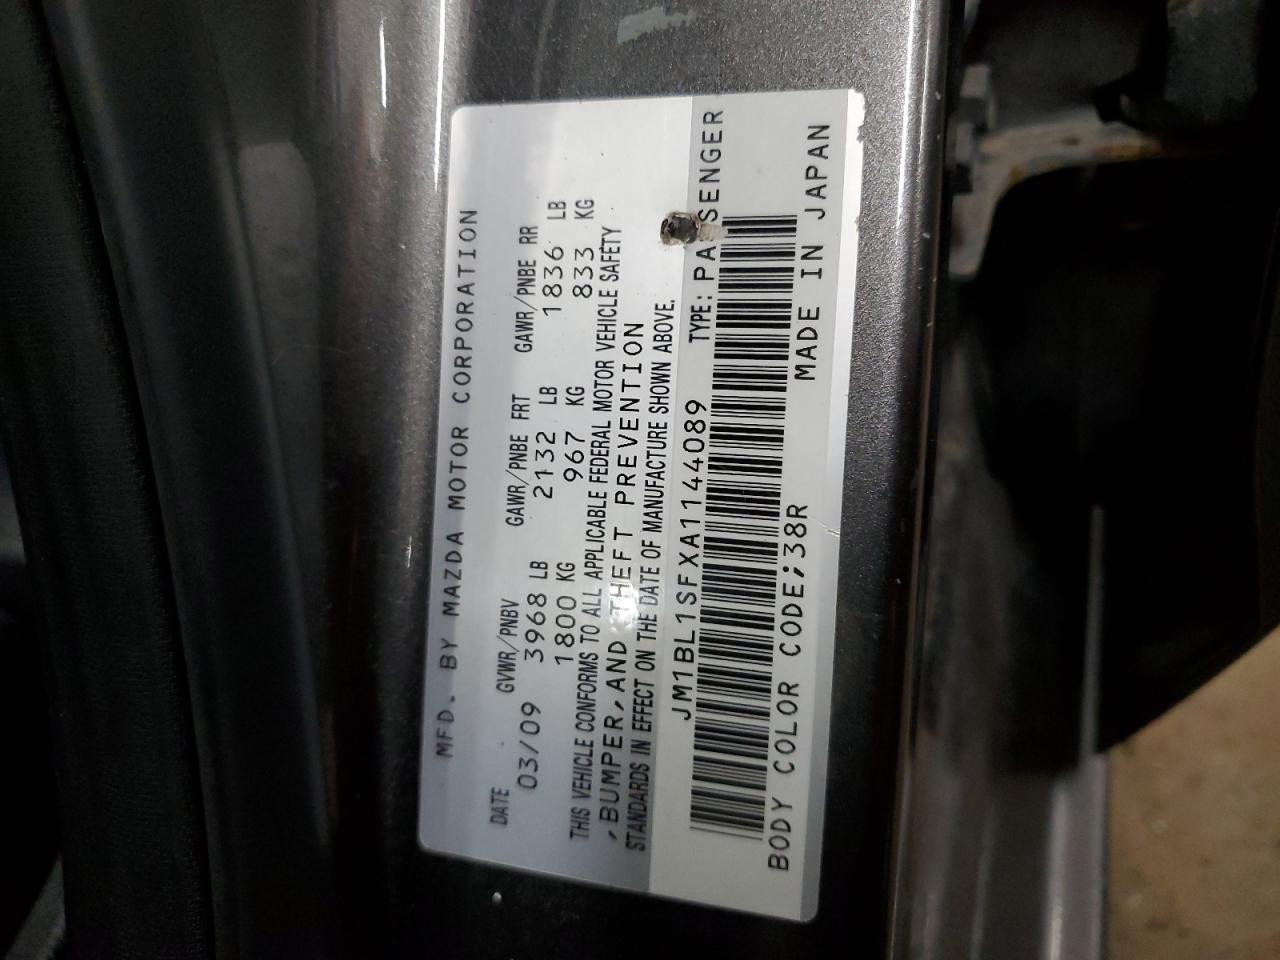 MFD. BY MAZDA MOTOR CORPORATION
DATE GVWR/PNBV GAWR/PNBE FRT GAWR/PNBE RR
03/09 3968 LB 2132 LB 1836 LB
1800 KG 967 KG 833 KG
THIS VEHICLE CONFORMS TO ALL APPLICABLE FEDERAL MOTOR VEHICLE SAFETY
,BUMPER,AND THEFT PREVENTION
STANDARDS IN EFFECT ON THE DATE OF MANUFACTURE SHOWN ABOVE.
JM1BL1SFXA1144089 TYPE: PASSENGER
BODY COLOR CODE;38R MADE IN JAPAN